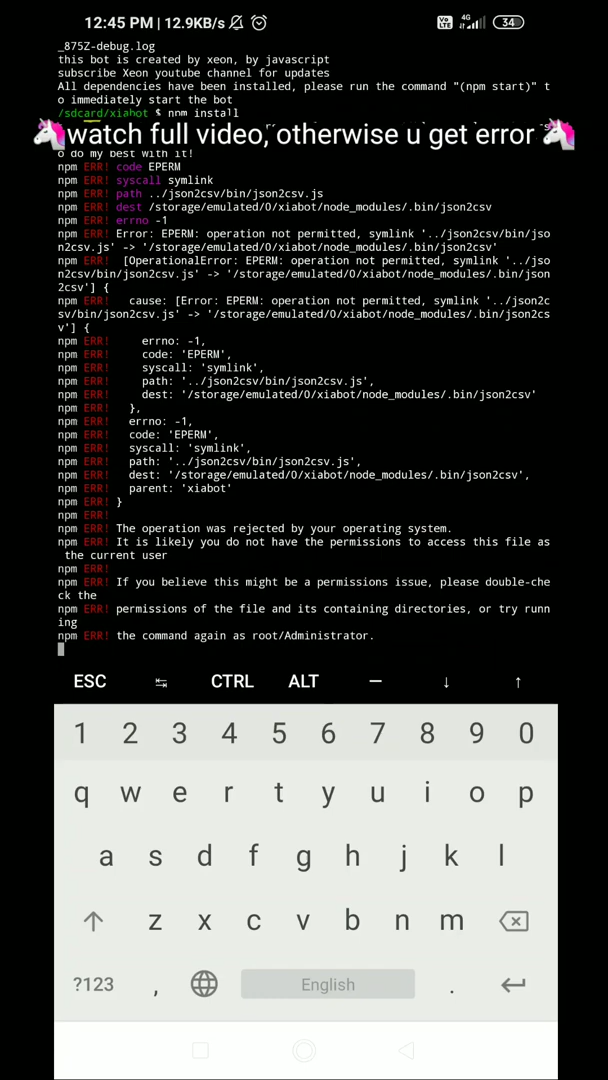 12:45 PM | 12.9KB/s Vo LTE 4G 34
_875Z-debug.log
this bot is created by xeon, by javascript
subscribe Xeon youtube channel for updates
All dependencies have been installed, please run the command "(npm start)" t
o immediately start the bot
/sdcard/xiabot $ npm install
🦄watch full video, otherwise u get error🦄
o do my best with it!
npm ERR! code EPERM
npm ERR! syscall symlink
npm ERR! path ../json2csv/bin/json2csv.js
npm ERR! dest /storage/emulated/0/xiabot/node_modules/.bin/json2csv
npm ERR! errno -1
npm ERR! Error: EPERM: operation not permitted, symlink '../json2csv/bin/jso
n2csv.js' -> '/storage/emulated/0/xiabot/node_modules/.bin/json2csv'
npm ERR!  [OperationalError: EPERM: operation not permitted, symlink '../jso
n2csv/bin/json2csv.js' -> '/storage/emulated/0/xiabot/node_modules/.bin/json
2csv'] {
npm ERR!   cause: [Error: EPERM: operation not permitted, symlink '../json2c
sv/bin/json2csv.js' -> '/storage/emulated/0/xiabot/node_modules/.bin/json2cs
v'] {
npm ERR!     errno: -1,
npm ERR!     code: 'EPERM',
npm ERR!     syscall: 'symlink',
npm ERR!     path: '../json2csv/bin/json2csv.js',
npm ERR!     dest: '/storage/emulated/0/xiabot/node_modules/.bin/json2csv'
npm ERR!   },
npm ERR!   errno: -1,
npm ERR!   code: 'EPERM',
npm ERR!   syscall: 'symlink',
npm ERR!   path: '../json2csv/bin/json2csv.js',
npm ERR!   dest: '/storage/emulated/0/xiabot/node_modules/.bin/json2csv',
npm ERR!   parent: 'xiabot'
npm ERR! }
npm ERR!
npm ERR! The operation was rejected by your operating system.
npm ERR! It is likely you do not have the permissions to access this file as
 the current user
npm ERR!
npm ERR! If you believe this might be a permissions issue, please double-che
ck the
npm ERR! permissions of the file and its containing directories, or try runn
ing
npm ERR! the command again as root/Administrator.
ESC ↹ CTRL ALT — ↓ ↑
1 2 3 4 5 6 7 8 9 0
q w e r t y u i o p
a s d f g h j k l
z x c v b n m
?123 , English .